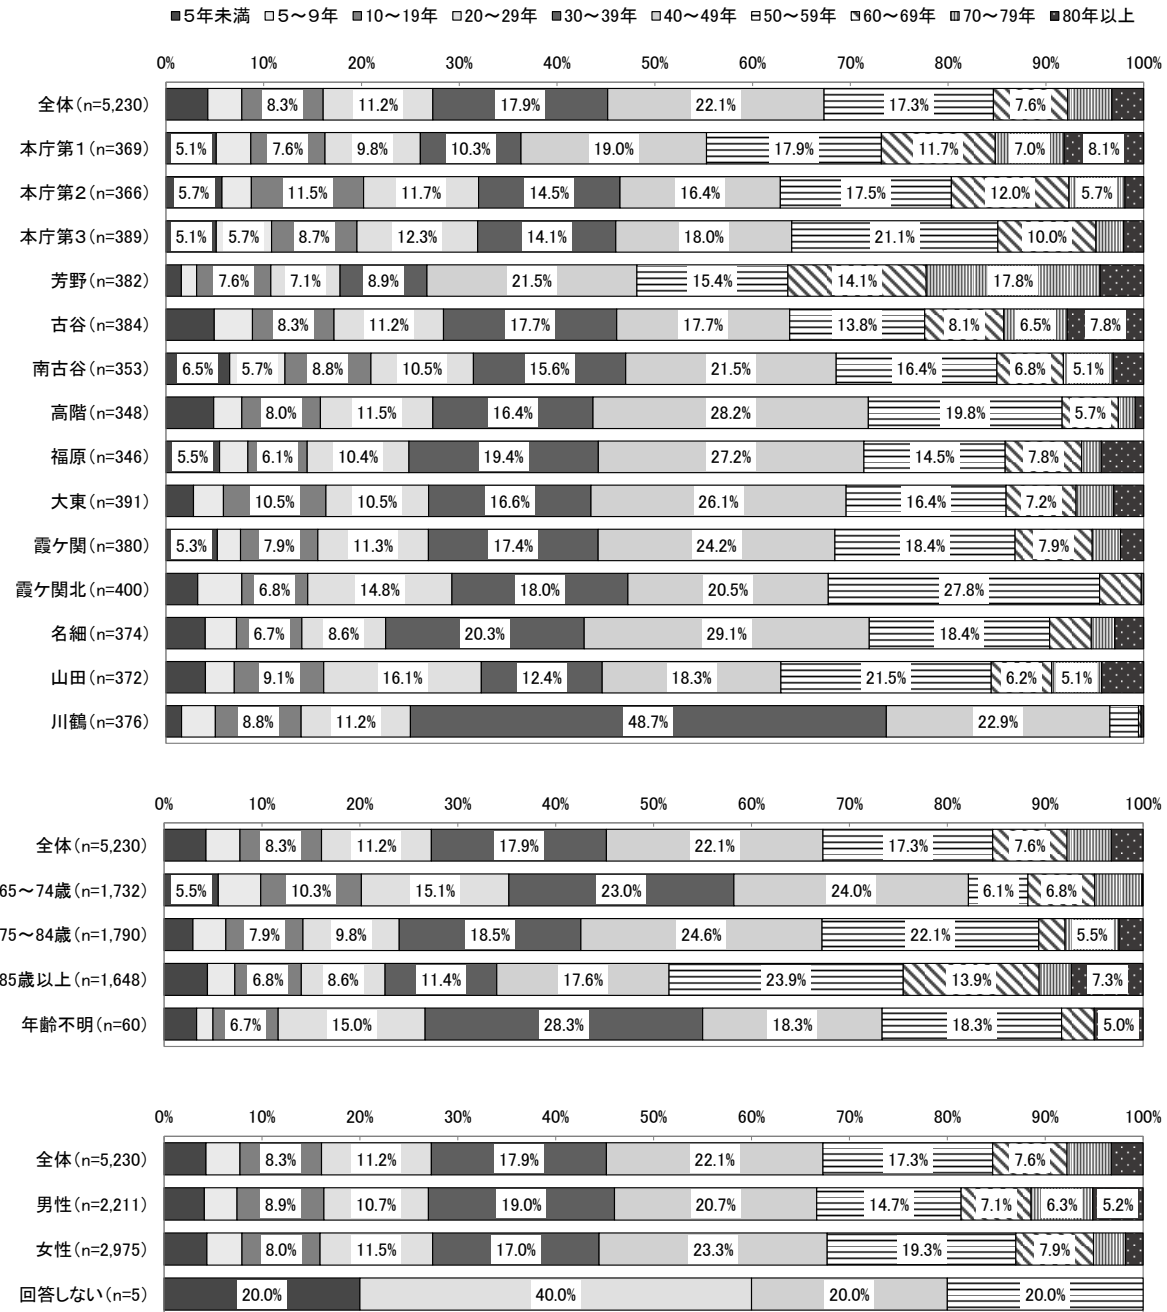 ■５年未満 □５～９年 ■10～19年 □20～29年 ■30～39年 □40～49年 50～59年 60～69年 70～79年 80年以上
0% 10% 20% 30% 40% 50% 60% 70% 80% 90% 100%
全体（n=5,230） 8.3% 11.2% 17.9% 22.1% 17.3% 7.6%
本庁第１（n=369） 5.1% 7.6% 9.8% 10.3% 19.0% 17.9% 11.7% 7.0% 8.1%
本庁第２（n=366） 5.7% 11.5% 11.7% 14.5% 16.4% 17.5% 12.0% 5.7%
本庁第３（n=389） 5.1% 5.7% 8.7% 12.3% 14.1% 18.0% 21.1% 10.0%
芳野（n=382） 7.6% 7.1% 8.9% 21.5% 15.4% 14.1% 17.8%
古谷（n=384） 8.3% 11.2% 17.7% 17.7% 13.8% 8.1% 6.5% 7.8%
南古谷（n=353） 6.5% 5.7% 8.8% 10.5% 15.6% 21.5% 16.4% 6.8% 5.1%
高階（n=348） 8.0% 11.5% 16.4% 28.2% 19.8% 5.7%
福原（n=346） 5.5% 6.1% 10.4% 19.4% 27.2% 14.5% 7.8%
大東（n=391） 10.5% 10.5% 16.6% 26.1% 16.4% 7.2%
霞ケ関（n=380） 5.3% 7.9% 11.3% 17.4% 24.2% 18.4% 7.9%
霞ケ関北（n=400） 6.8% 14.8% 18.0% 20.5% 27.8%
名細（n=374） 6.7% 8.6% 20.3% 29.1% 18.4%
山田（n=372） 9.1% 16.1% 12.4% 18.3% 21.5% 6.2% 5.1%
川鶴（n=376） 8.8% 11.2% 48.7% 22.9%
0% 10% 20% 30% 40% 50% 60% 70% 80% 90% 100%
全体（n=5,230） 8.3% 11.2% 17.9% 22.1% 17.3% 7.6%
65～74歳（n=1,732） 5.5% 10.3% 15.1% 23.0% 24.0% 6.1% 6.8%
75～84歳（n=1,790） 7.9% 9.8% 18.5% 24.6% 22.1% 5.5%
85歳以上（n=1,648） 6.8% 8.6% 11.4% 17.6% 23.9% 13.9% 7.3%
年齢不明（n=60） 6.7% 15.0% 28.3% 18.3% 18.3% 5.0%
0% 10% 20% 30% 40% 50% 60% 70% 80% 90% 100%
全体（n=5,230） 8.3% 11.2% 17.9% 22.1% 17.3% 7.6%
男性（n=2,211） 8.9% 10.7% 19.0% 20.7% 14.7% 7.1% 6.3% 5.2%
女性（n=2,975） 8.0% 11.5% 17.0% 23.3% 19.3% 7.9%
回答しない（n=5） 20.0% 40.0% 20.0% 20.0%